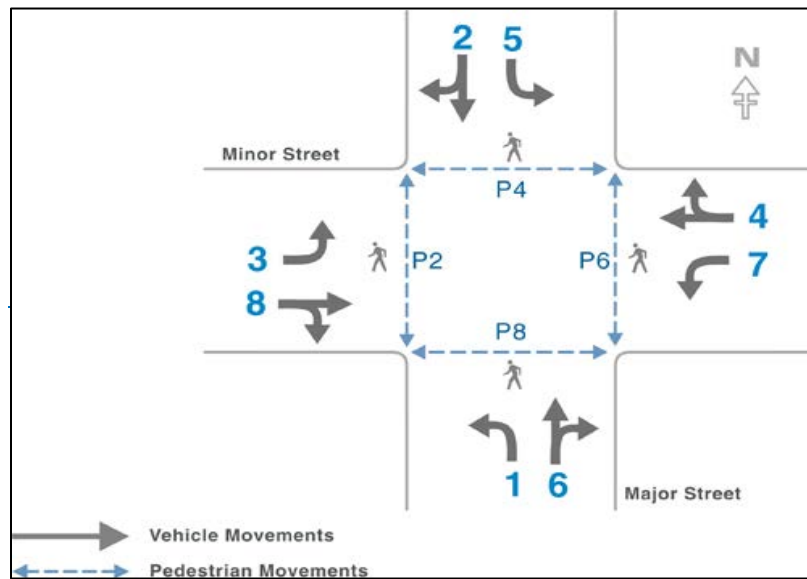 2 5
N
Minor Street
P4
4
3
P2
P6
7
8
P8
1 6
Major Street
Vehicle Movements
Pedestrian Movements